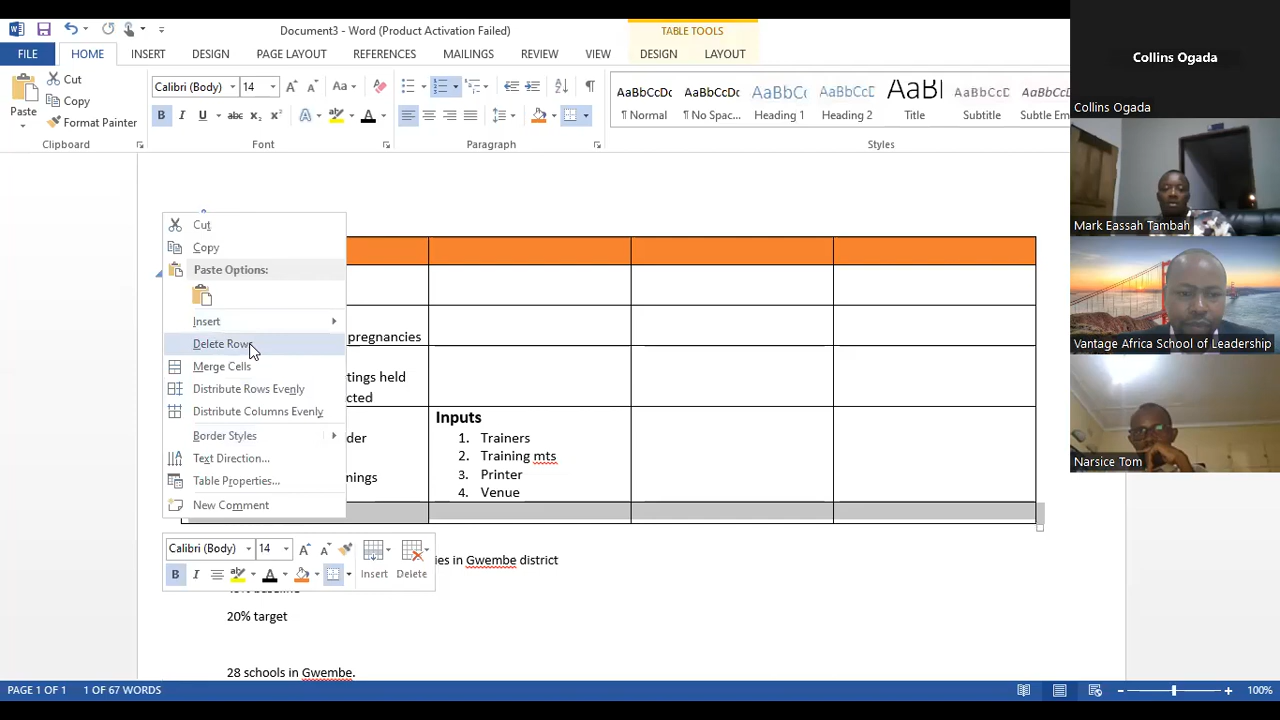 Document3 - Word (Product Activation Failed)
TABLE TOOLS
FILE HOME INSERT DESIGN PAGE LAYOUT REFERENCES MAILINGS REVIEW VIEW DESIGN LAYOUT
Paste
Cut
Copy
Format Painter
Clipboard
Calibri (Body) 14
Font
Paragraph
AaBbCcDc AaBbCcDc AaBbCc AaBbCcD AaBl AaBbCcD AaBbCcD
¶ Normal ¶ No Spac... Heading 1 Heading 2 Title Subtitle Subtle Em
Styles
Collins Ogada
Collins Ogada
Mark Eassah Tambah
Vantage Africa School of Leadership
Narsice Tom
Cut
Copy
Paste Options:
Insert
Delete Rows
Merge Cells
Distribute Rows Evenly
Distribute Columns Evenly
Border Styles
Text Direction...
Table Properties...
New Comment
pregnancies
tings held
cted
der
nings
Inputs
1. Trainers
2. Training mts
3. Printer
4. Venue
Calibri (Body) 14
Insert Delete
ies in Gwembe district
baseline
20% target
28 schools in Gwembe.
PAGE 1 OF 1 1 OF 67 WORDS
100%